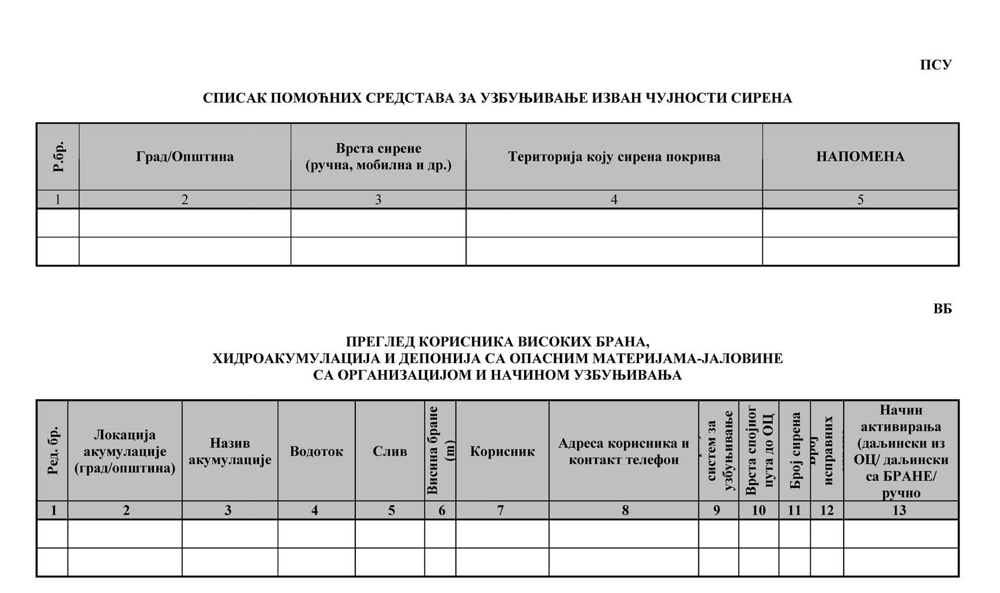 ПСУ
СПИСАК ПОМОЋНИХ СРЕДСТАВА ЗА УЗБУЊИВАЊЕ ИЗВАН ЧУЈНОСТИ СИРЕНА
Р.бр.
Град/Општина
Врста сирене
(ручна, мобилна и др.)
Територија коју сирена покрива
НАПОМЕНА
1 2 3 4 5
ВБ
ПРЕГЛЕД КОРИСНИКА ВИСОКИХ БРАНА,
ХИДРОАКУМУЛАЦИЈА И ДЕПОНИЈА СА ОПАСНИМ МАТЕРИЈАМА-ЈАЛОВИНЕ
СА ОРГАНИЗАЦИЈОМ И НАЧИНОМ УЗБУЊИВАЊА
Ред. бр.
Локација
акумулације
(град/општина)
Назив
акумулације
Водоток
Слив
Висина бране
(m)
Корисник
Адреса корисника и
контакт телефон
систем за
узбуњивање
Врста спојног
пута до ОЦ
Број сирена
Број
исправних
Начин
активирања
(даљински из
ОЦ/ даљински
са БРАНЕ/
ручно
1 2 3 4 5 6 7 8 9 10 11 12 13